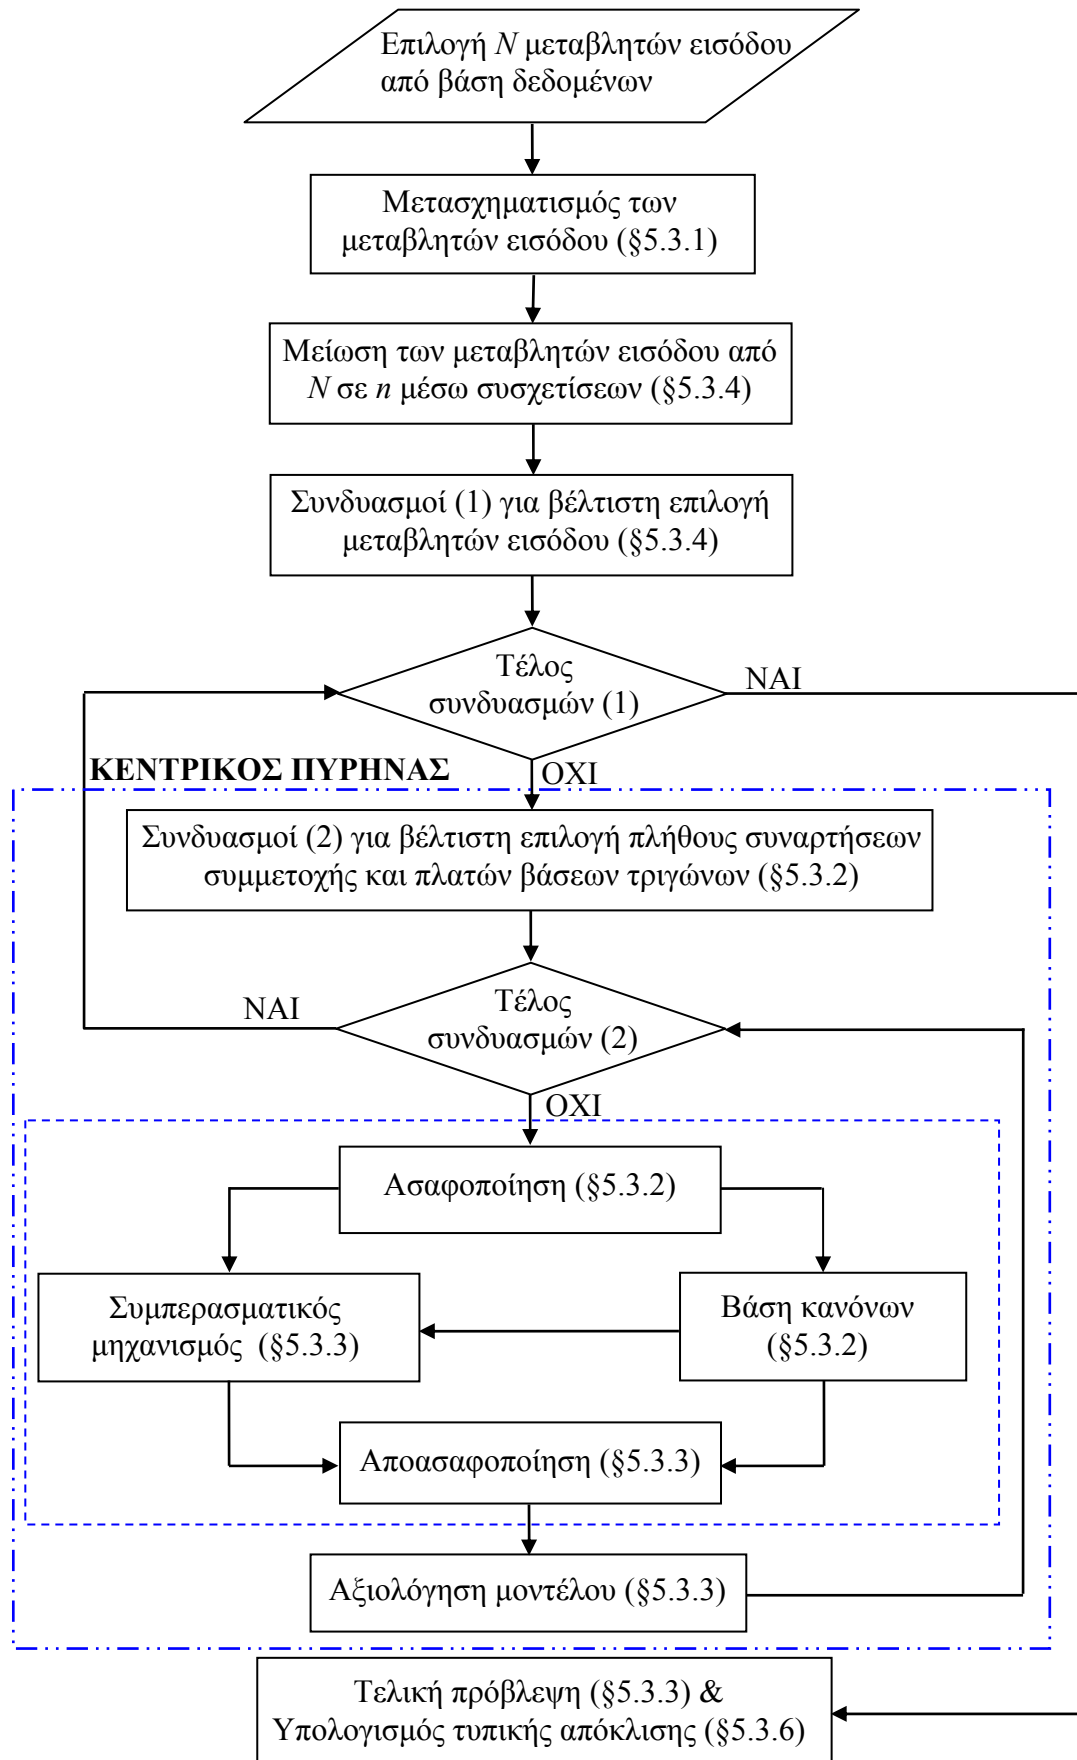 Επιλογή N μεταβλητών εισόδου
από βάση δεδομένων
Μετασχηματισμός των
μεταβλητών εισόδου (§5.3.1)
Μείωση των μεταβλητών εισόδου από
N σε n μέσω συσχετίσεων (§5.3.4)
Συνδυασμοί (1) για βέλτιστη επιλογή
μεταβλητών εισόδου (§5.3.4)
Τέλος
συνδυασμών (1)
ΝΑΙ
ΟΧΙ
ΚΕΝΤΡΙΚΟΣ ΠΥΡΗΝΑΣ
Συνδυασμοί (2) για βέλτιστη επιλογή πλήθους συναρτήσεων
συμμετοχής και πλατών βάσεων τριγώνων (§5.3.2)
Τέλος
συνδυασμών (2)
ΝΑΙ
ΟΧΙ
Ασαφοποίηση (§5.3.2)
Συμπερασματικός
μηχανισμός (§5.3.3)
Βάση κανόνων
(§5.3.2)
Αποασαφοποίηση (§5.3.3)
Αξιολόγηση μοντέλου (§5.3.3)
Τελική πρόβλεψη (§5.3.3) &
Υπολογισμός τυπικής απόκλισης (§5.3.6)